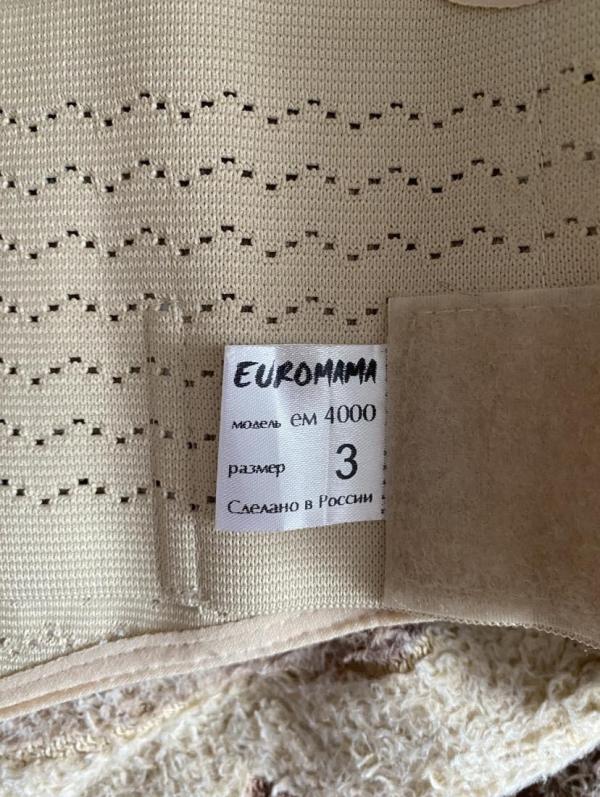 EUROMAMA
модель ем 4000
размер 3
Сделано в России